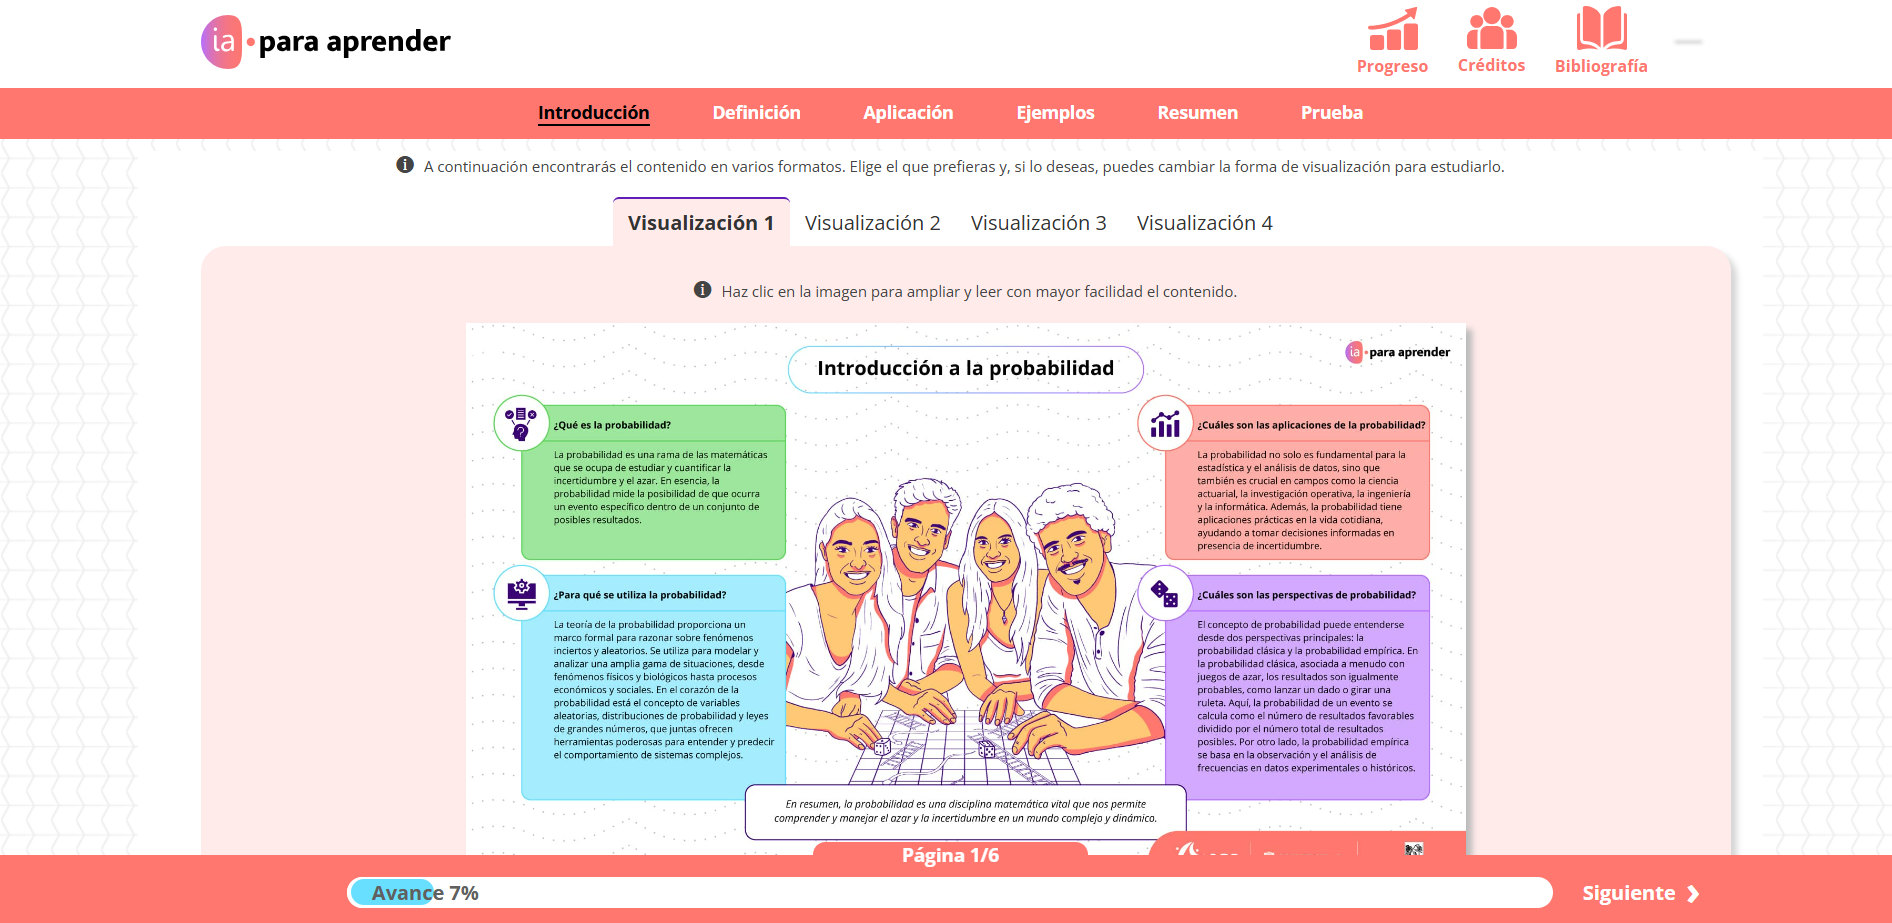 ia para aprender
Progreso
Créditos
Bibliografía
Introducción
Definición
Aplicación
Ejemplos
Resumen
Prueba
A continuación encontrarás el contenido en varios formatos. Elige el que prefieras y, si lo deseas, puedes cambiar la forma de visualización para estudiarlo.
Visualización 1
Visualización 2
Visualización 3
Visualización 4
Haz clic en la imagen para ampliar y leer con mayor facilidad el contenido.
Introducción a la probabilidad
ia para aprender
¿Qué es la probabilidad?
La probabilidad es una rama de las matemáticas
que se ocupa de estudiar y cuantificar la
incertidumbre y el azar. En esencia, la
probabilidad mide la posibilidad de que ocurra
un evento específico dentro de un conjunto de
posibles resultados.
¿Cuáles son las aplicaciones de la probabilidad?
La probabilidad no solo es fundamental para la
estadística y el análisis de datos, sino que
también es crucial en campos como la ciencia
actuarial, la investigación operativa, la ingeniería
y la informática. Además, la probabilidad tiene
aplicaciones prácticas en la vida cotidiana,
ayudando a tomar decisiones informadas en
presencia de incertidumbre.
¿Para qué se utiliza la probabilidad?
La teoría de la probabilidad proporciona un
marco formal para razonar sobre fenómenos
inciertos y aleatorios. Se utiliza para modelar y
analizar una amplia gama de situaciones, desde
fenómenos físicos y biológicos hasta procesos
económicos y sociales. En el corazón de la
probabilidad está el concepto de variables
aleatorias, distribuciones de probabilidad y leyes
de grandes números, que juntas ofrecen
herramientas poderosas para entender y predecir
el comportamiento de sistemas complejos.
¿Cuáles son las perspectivas de probabilidad?
El concepto de probabilidad puede entenderse
desde dos perspectivas principales: la
probabilidad clásica y la probabilidad empírica. En
la probabilidad clásica, asociada a menudo con
juegos de azar, los resultados son igualmente
probables, como lanzar un dado o girar una
ruleta. Aquí, la probabilidad de un evento se
calcula como el número de resultados favorables
dividido por el número total de resultados
posibles. Por otro lado, la probabilidad empírica
se basa en la observación y el análisis de
frecuencias en datos experimentales o históricos.
En resumen, la probabilidad es una disciplina matemática vital que nos permite
comprender y manejar el azar y la incertidumbre en un mundo complejo y dinámico.
Página 1/6
Avance 7%
Siguiente